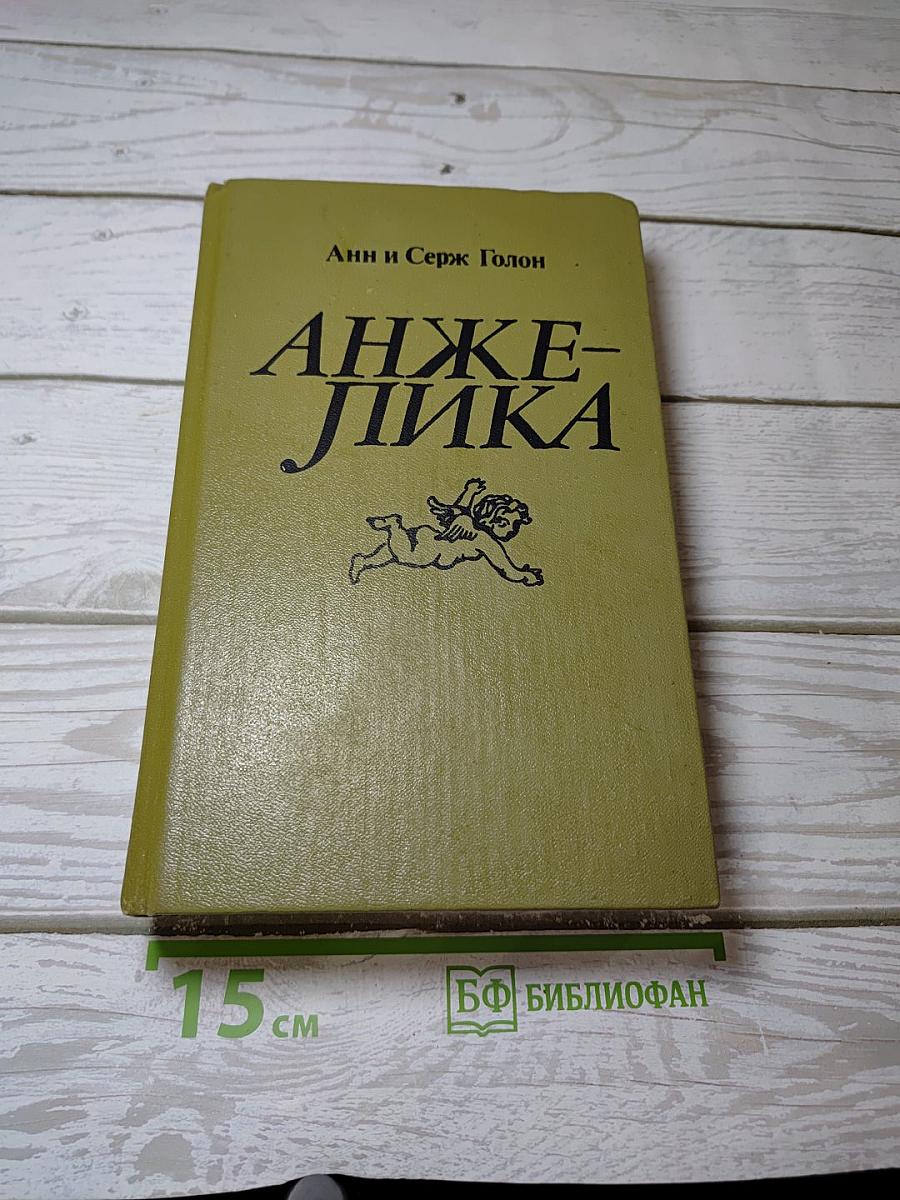 Анн и Серж Голон
АНЖЕ-
ЛИКА
15 см
БФ БИБЛИОФАН